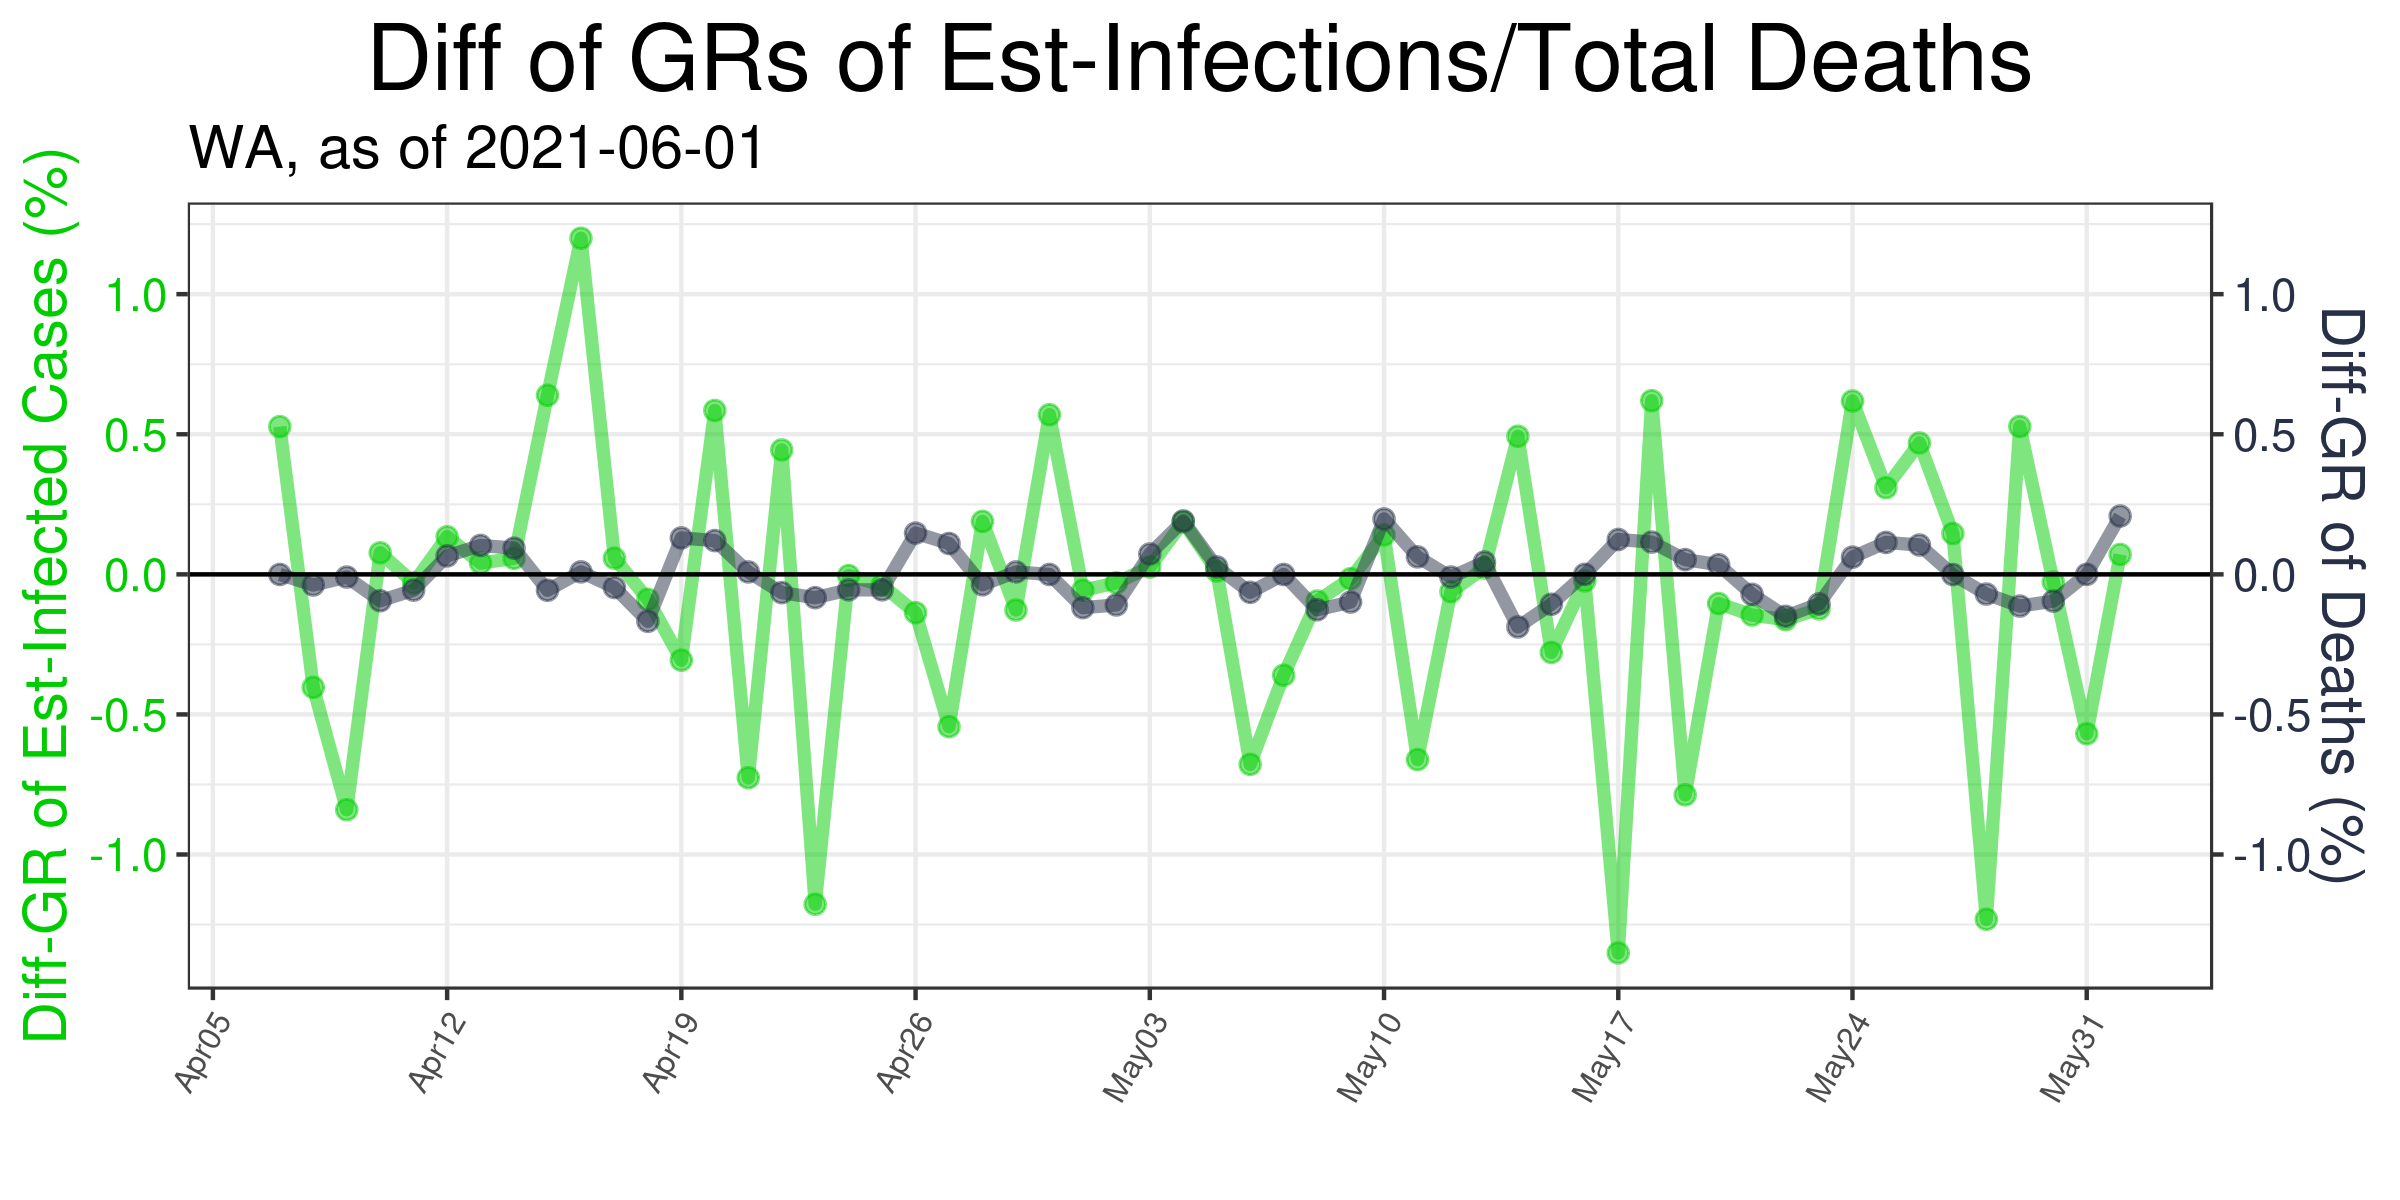 Diff of GRs of Est-Infections/Total Deaths
WA, as of 2021-06-01
Diff-GR of Est-Infected Cases (%)
1.0
0.5
0.0
-0.5
-1.0
1.0
0.5
0.0
-0.5
-1.0
Diff-GR of Deaths (%)
Apr05 Apr12 Apr19 Apr26 May03 May10 May17 May24 May31